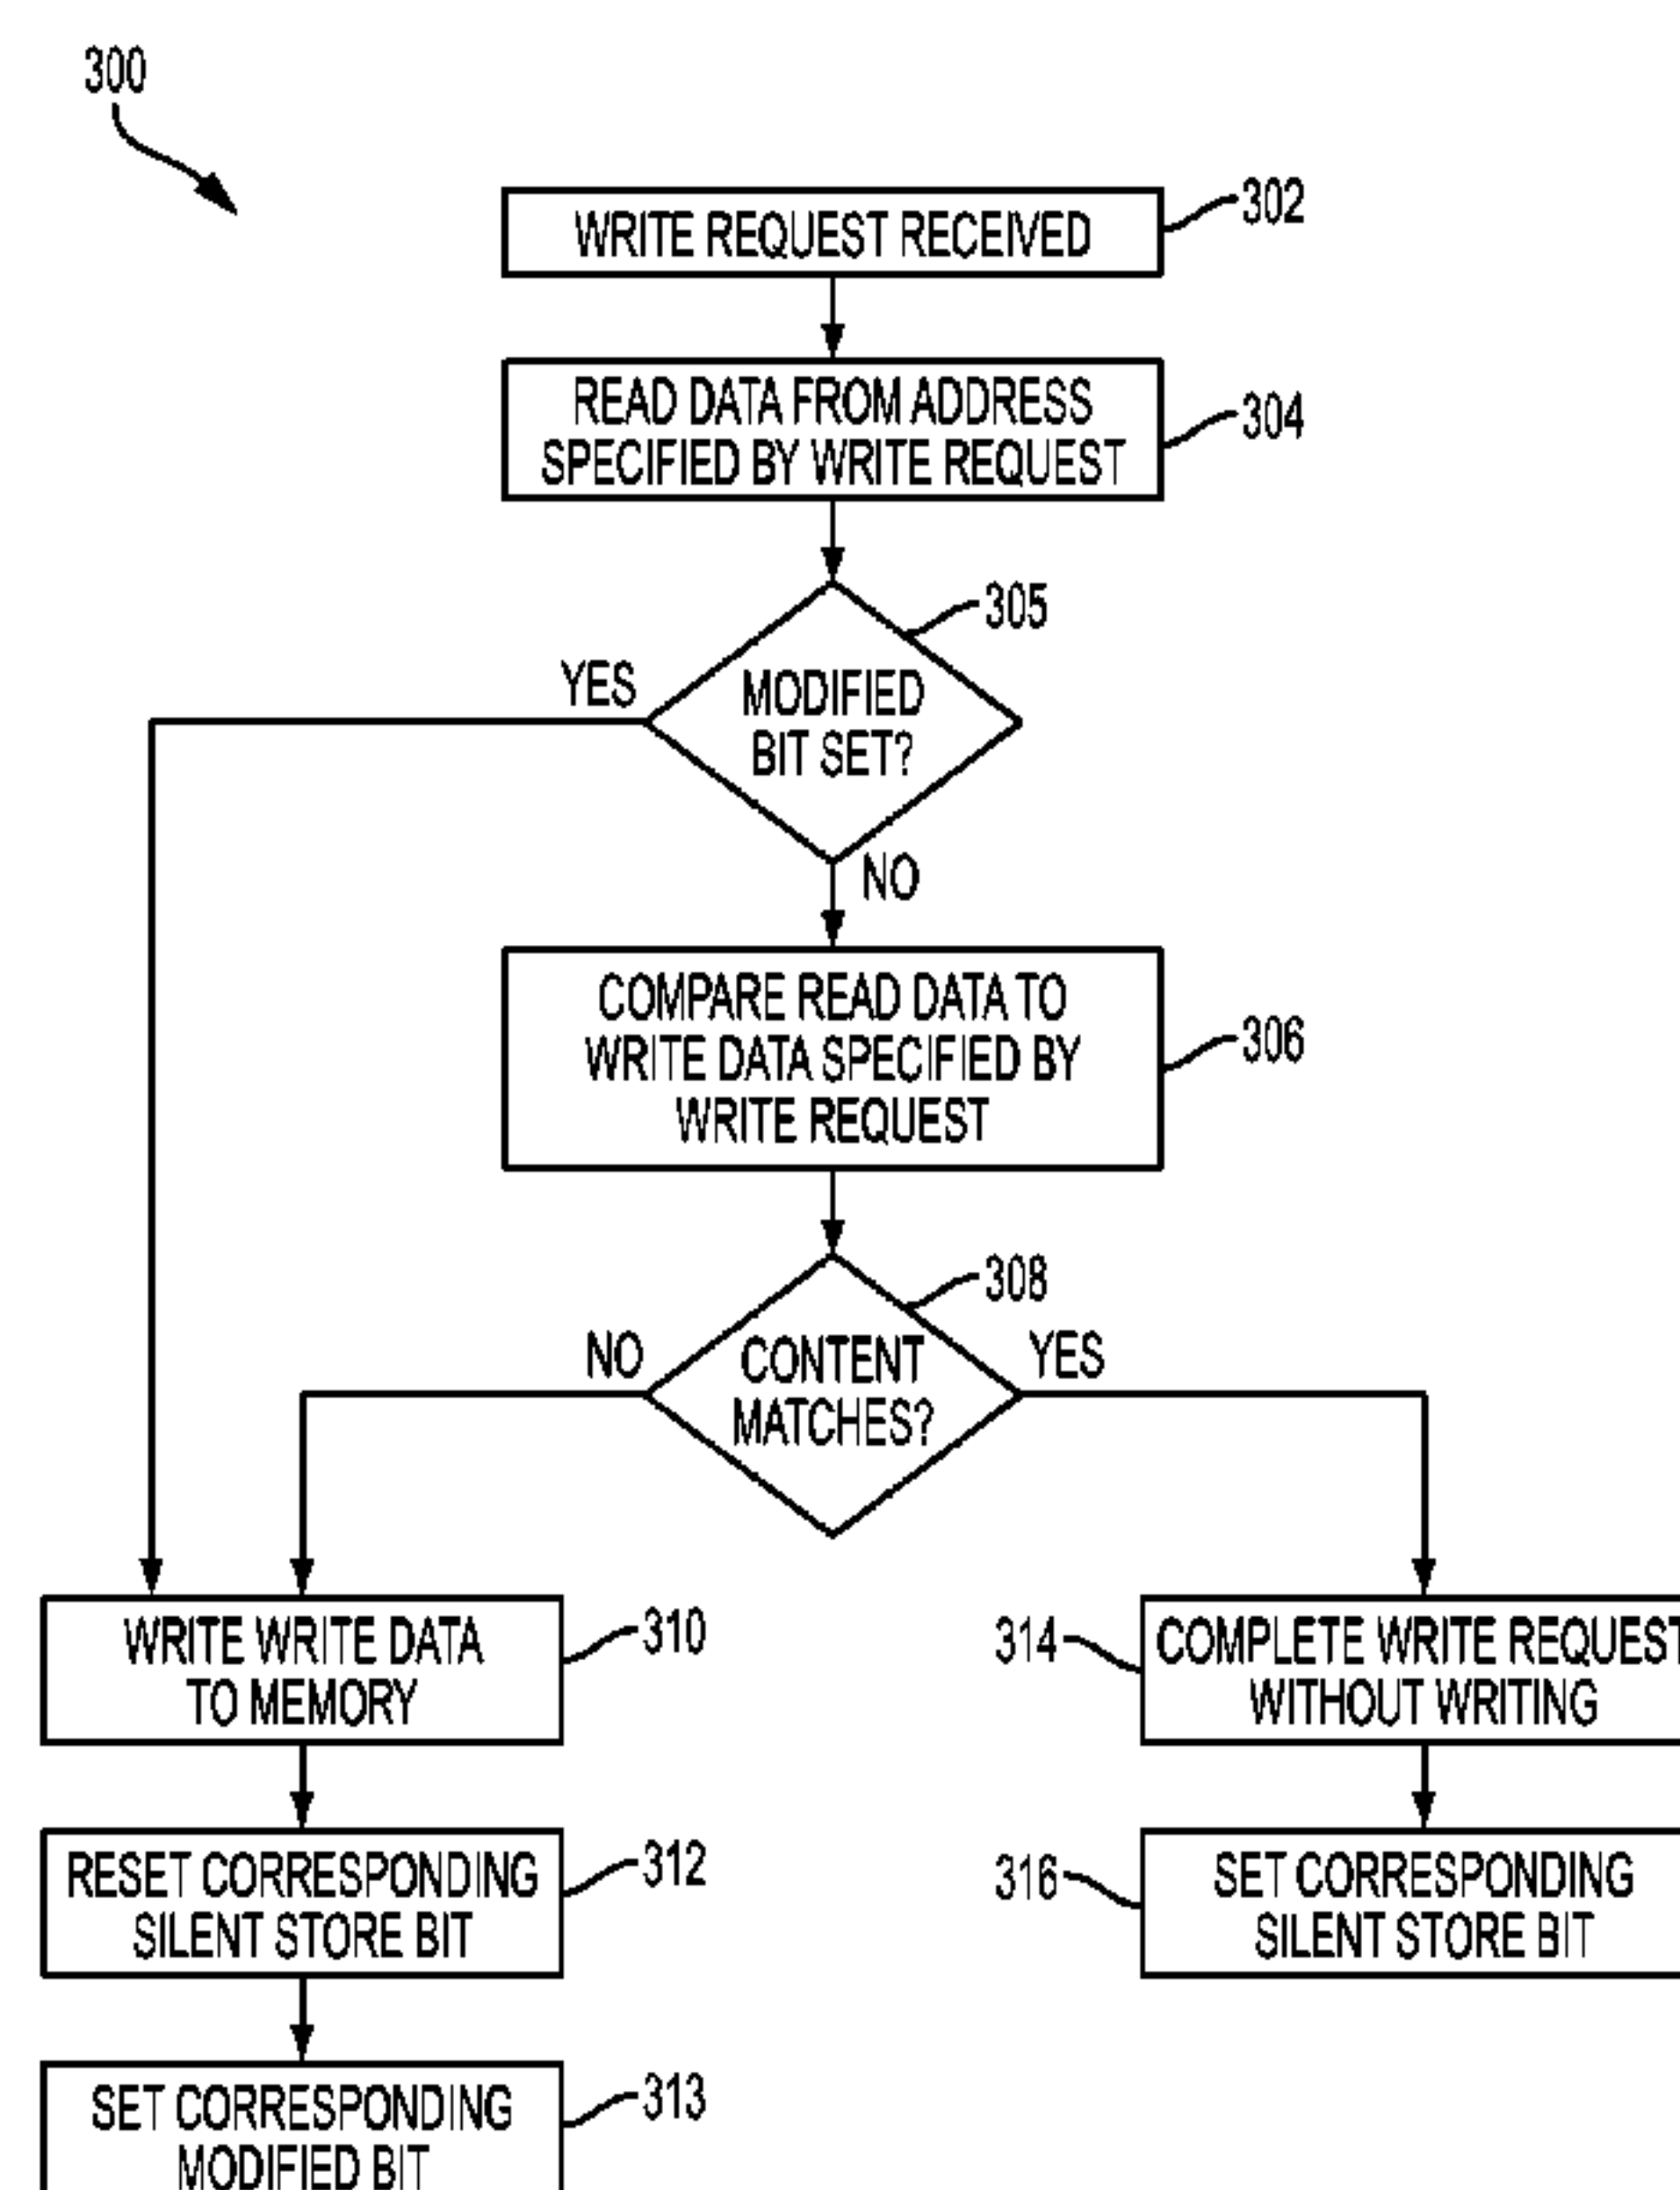 300
WRITE REQUEST RECEIVED
302
READ DATA FROM ADDRESS
SPECIFIED BY WRITE REQUEST
304
305
YES
MODIFIED
BIT SET?
NO
COMPARE READ DATA TO
WRITE DATA SPECIFIED BY
WRITE REQUEST
306
308
NO
CONTENT
MATCHES?
YES
WRITE WRITE DATA
TO MEMORY
310
314
COMPLETE WRITE REQUEST
WITHOUT WRITING
RESET CORRESPONDING
SILENT STORE BIT
312
316
SET CORRESPONDING
SILENT STORE BIT
SET CORRESPONDING
MODIFIED BIT
313